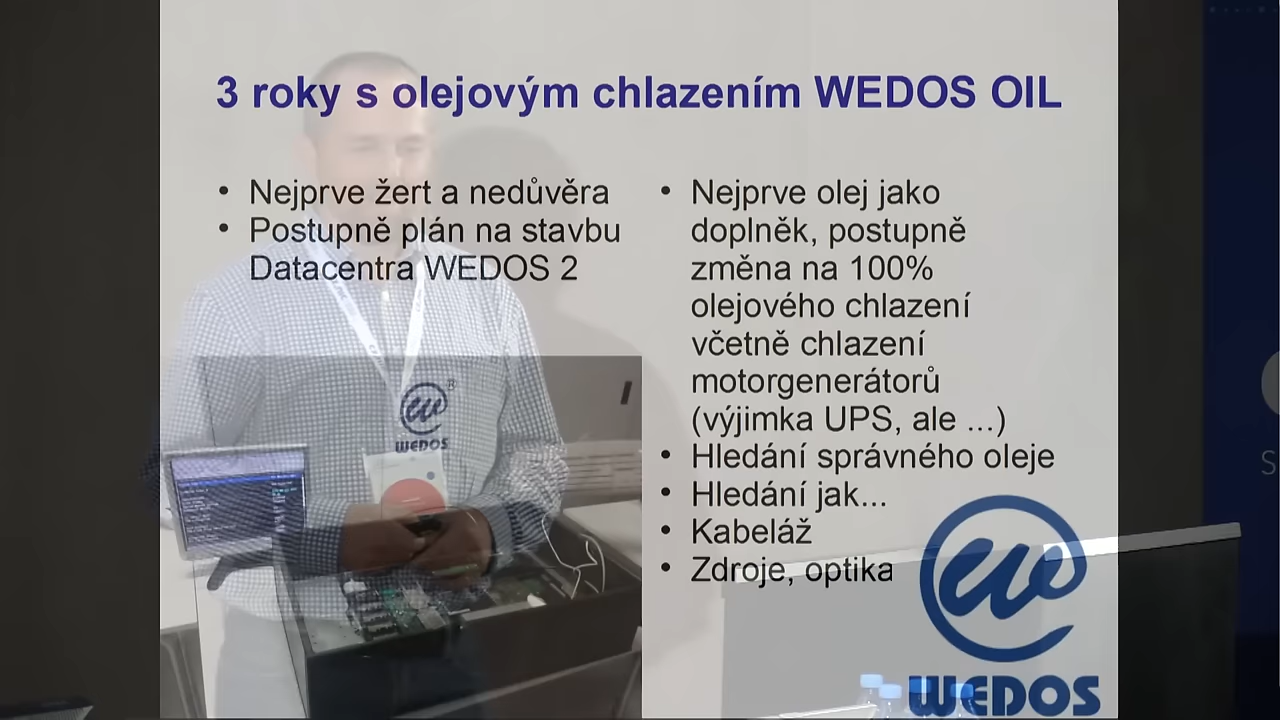 3 roky s olejovým chlazením WEDOS OIL
• Nejprve žert a nedůvěra
• Postupně plán na stavbu
Datacentra WEDOS 2
• Nejprve olej jako
doplněk, postupně
změna na 100%
olejového chlazení
včetně chlazení
motorgenerátorů
(výjimka UPS, ale ...)
• Hledání správného oleje
• Hledání jak...
• Kabeláž
• Zdroje, optika
WEDOS
®
WEDOS
S